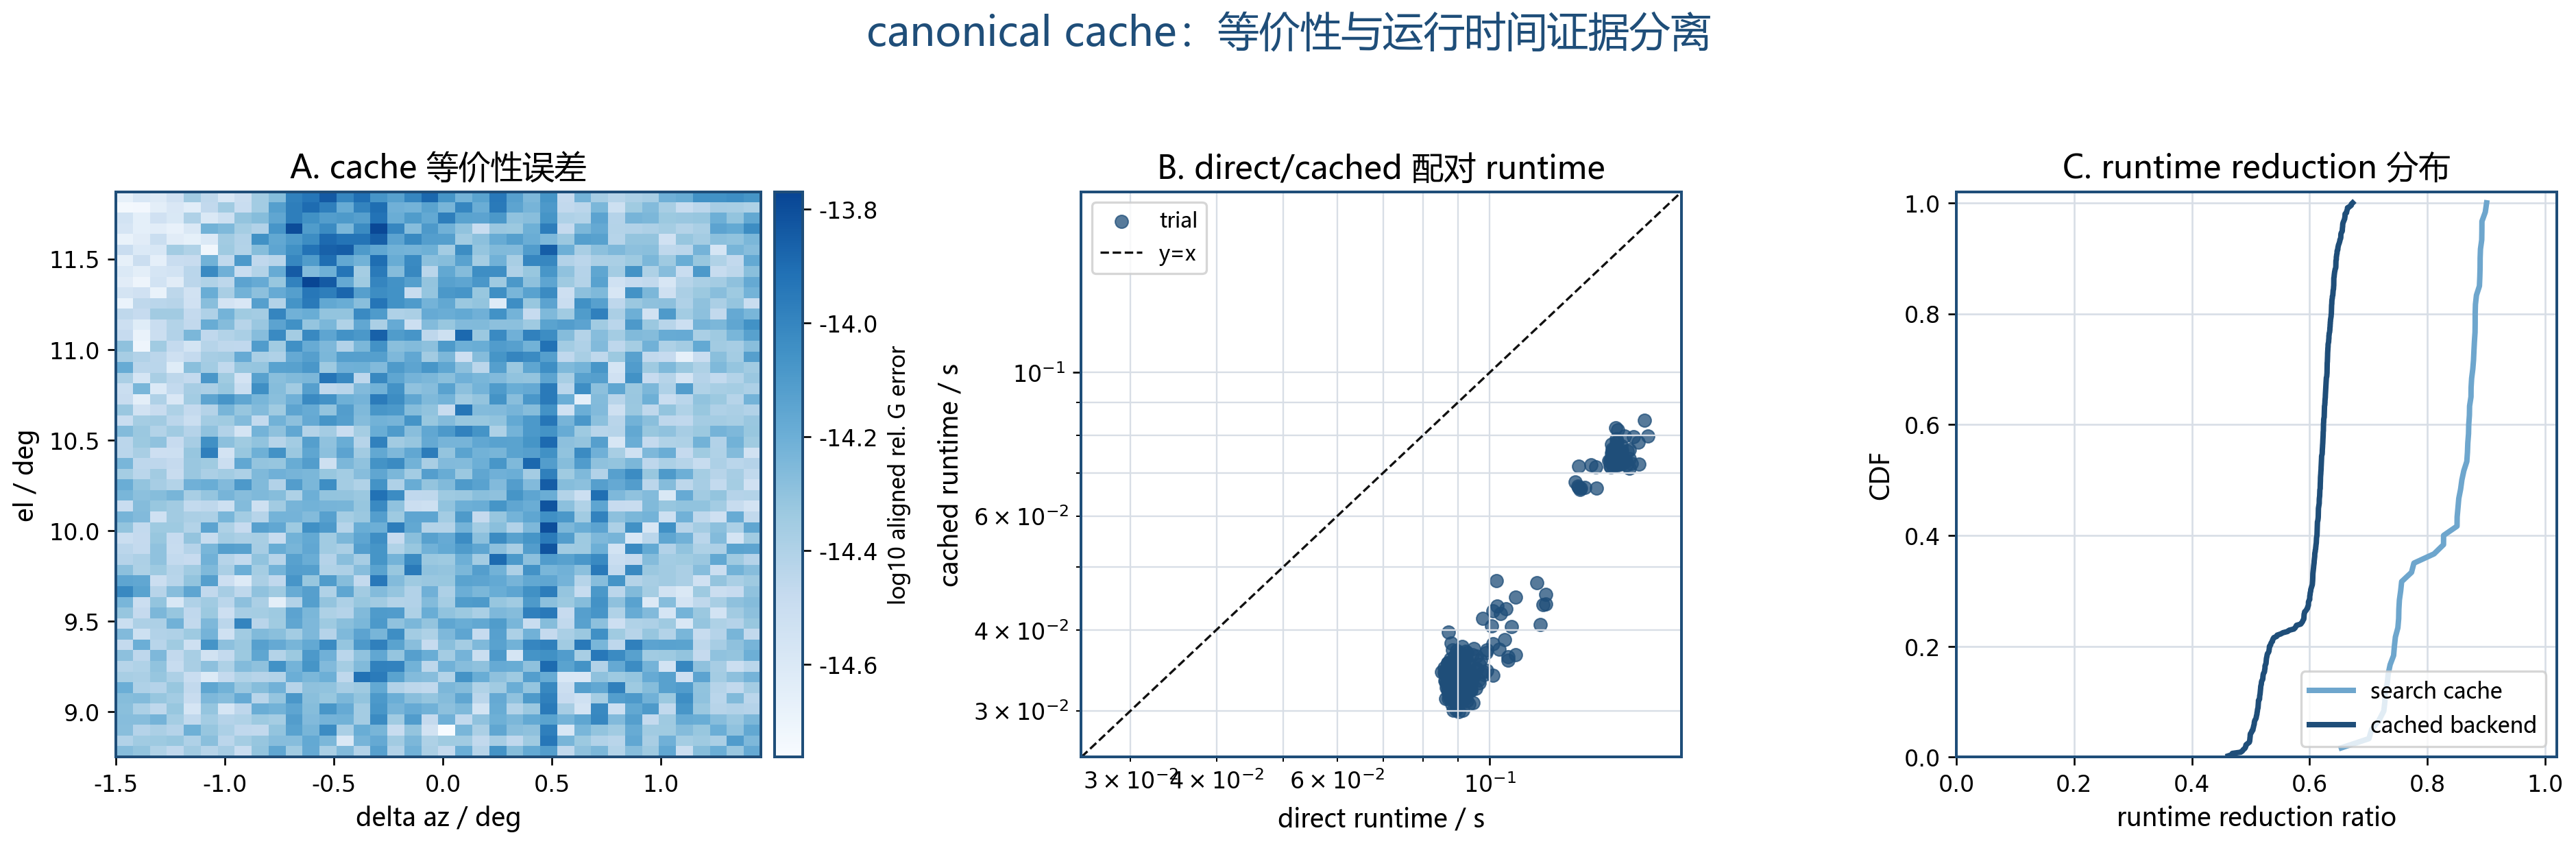 canonical cache：等价性与运行时间证据分离
A. cache 等价性误差
el / deg
11.5
11.0
10.5
10.0
9.5
9.0
-1.5
-1.0
-0.5
0.0
0.5
1.0
delta az / deg
-13.8
-14.0
-14.2
-14.4
-14.6
log10 aligned rel. G error
B. direct/cached 配对 runtime
trial
y=x
cached runtime / s
10⁻¹
6 × 10⁻²
4 × 10⁻²
3 × 10⁻²
3 × 10⁻²
4 × 10⁻²
6 × 10⁻²
10⁻¹
direct runtime / s
C. runtime reduction 分布
CDF
1.0
0.8
0.6
0.4
0.2
0.0
search cache
cached backend
0.0
0.2
0.4
0.6
0.8
1.0
runtime reduction ratio